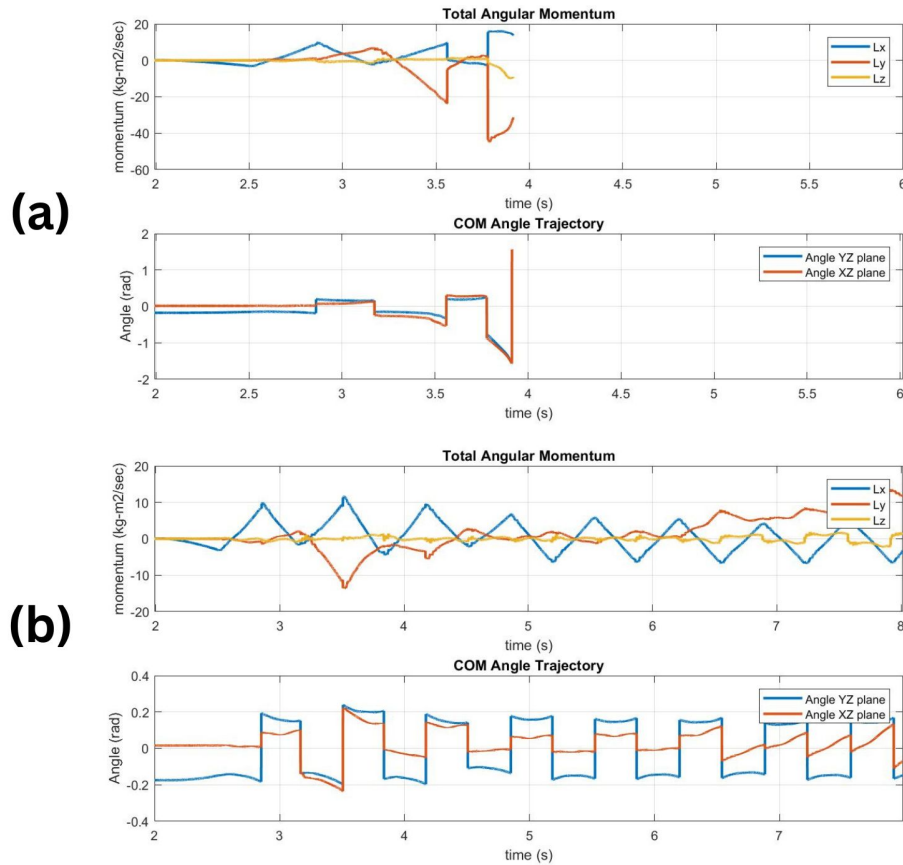 (a)
Total Angular Momentum
momentum (kg-m2/sec)
20
0
-20
-40
-60
2
2.5
3
3.5
4
4.5
5
5.5
6
time (s)
Lx
Ly
Lz
COM Angle Trajectory
Angle (rad)
2
1
0
-1
-2
2
2.5
3
3.5
4
4.5
5
5.5
6
time (s)
Angle YZ plane
Angle XZ plane
(b)
Total Angular Momentum
momentum (kg-m2/sec)
20
10
0
-10
-20
2
3
4
5
6
7
8
time (s)
Lx
Ly
Lz
COM Angle Trajectory
Angle (rad)
0.4
0.2
0
-0.2
-0.4
2
3
4
5
6
7
time (s)
Angle YZ plane
Angle XZ plane